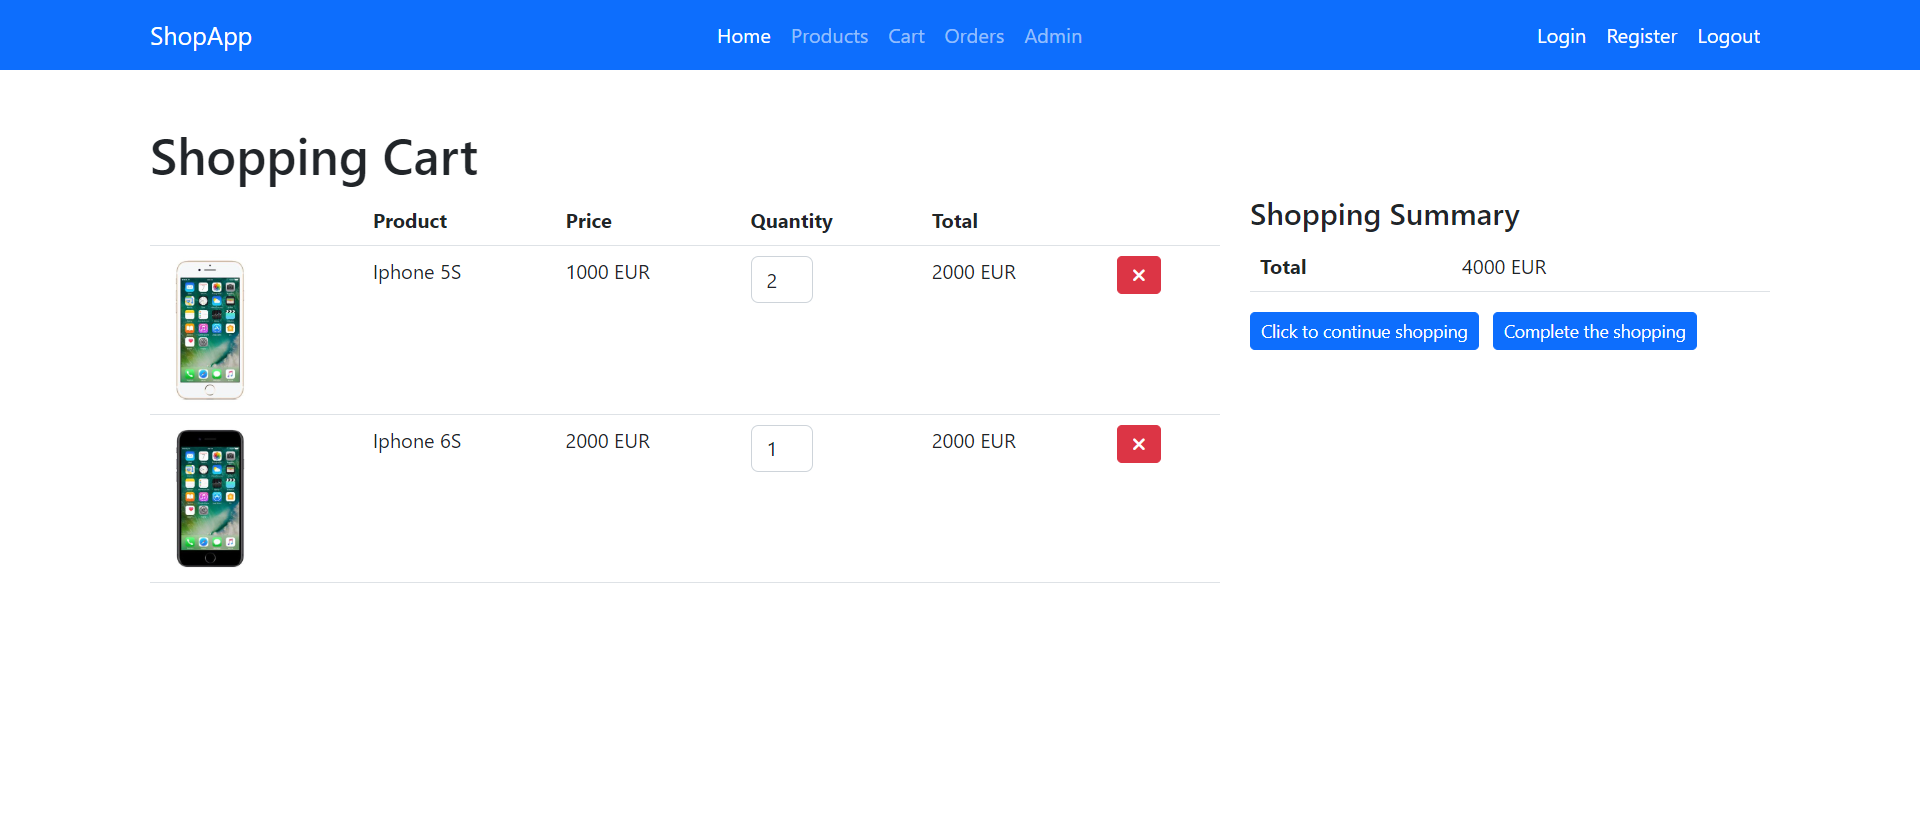 ShopApp Home Products Cart Orders Admin Login Register Logout
Shopping Cart
Product Price Quantity Total
Iphone 5S 1000 EUR 2 2000 EUR
Iphone 6S 2000 EUR 1 2000 EUR
Shopping Summary
Total 4000 EUR
Click to continue shopping Complete the shopping